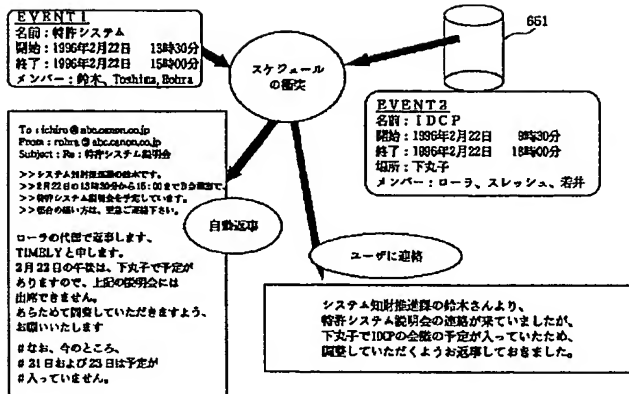 EVENT1
名前：特許システム
開始：1996年2月22日 13時30分
終了：1996年2月22日 15時00分
メンバー：鈴木、Toshima, Rohra
スケジュール
の衝突
651
EVENT2
名前：IDCP
開始：1996年2月22日 9時30分
終了：1996年2月22日 18時00分
場所：下丸子
メンバー：ローラ、スレッシュ、若井
To : ichiro@abc.canon.co.jp
From : rohra@abc.canon.co.jp
Subject : Re : 特許システム説明会
>>システム知財推進課の鈴木です。
>>2月22日の13時30分から15:00までD会議室で、
>>特許システム説明会を予定しています。
>>都合の悪い方は、至急ご連絡下さい。
ローラの代理で返事します、
TIMELYと申します。
2月22日の午後は、下丸子で予定が
ありますので、上記の説明会には
出席できません。
あらためて調整していただきますよう、
お願いいたします
#なお、今のところ、
# 21日および23日は予定が
#入っていません。
自動返事
ユーザに連絡
システム知財推進課の鈴木さんより、
特許システム説明会の連絡が来ていましたが、
下丸子でIDCPの会議の予定が入っていたため、
調整していただくようお返事しておきました。